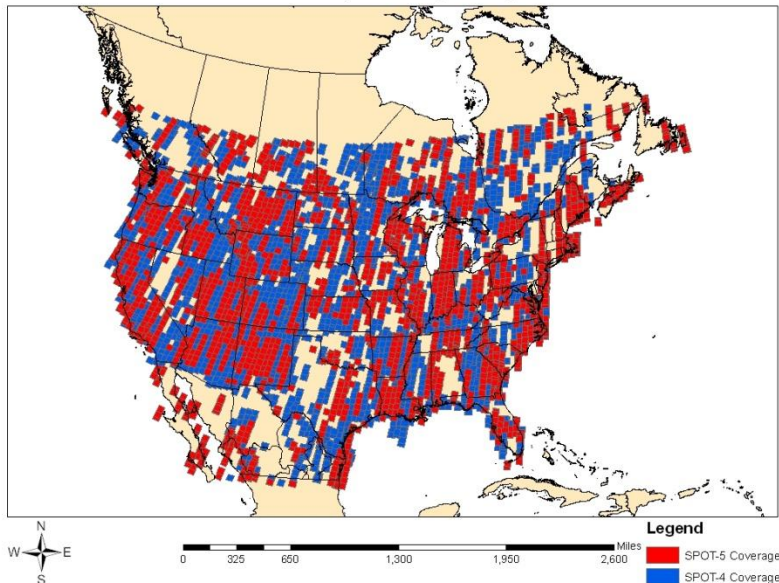 N
W E
S
Miles
0 325 650 1,300 1,950 2,600
Legend
SPOT-5 Coverage
SPOT-4 Coverage